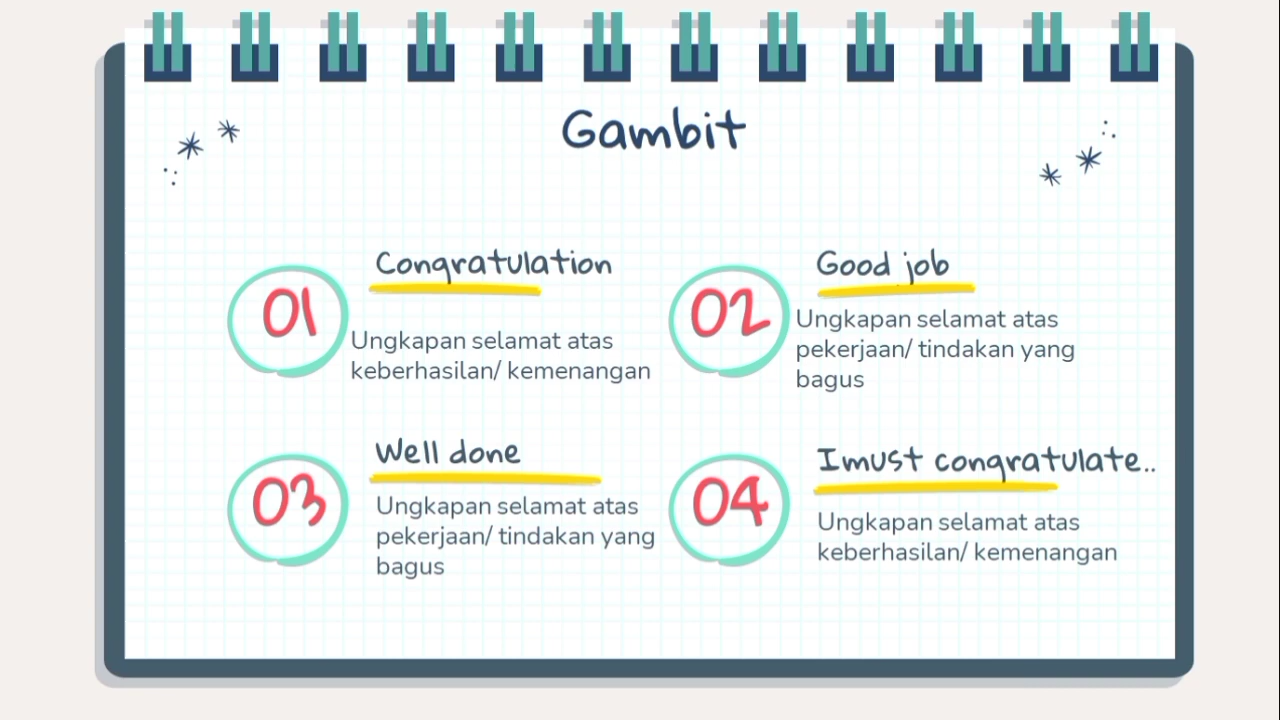 Gambit
01
Congratulation
Ungkapan selamat atas
keberhasilan/ kemenangan
02
Good job
Ungkapan selamat atas
pekerjaan/ tindakan yang
bagus
03
Well done
Ungkapan selamat atas
pekerjaan/ tindakan yang
bagus
04
Imust congratulate..
Ungkapan selamat atas
keberhasilan/ kemenangan